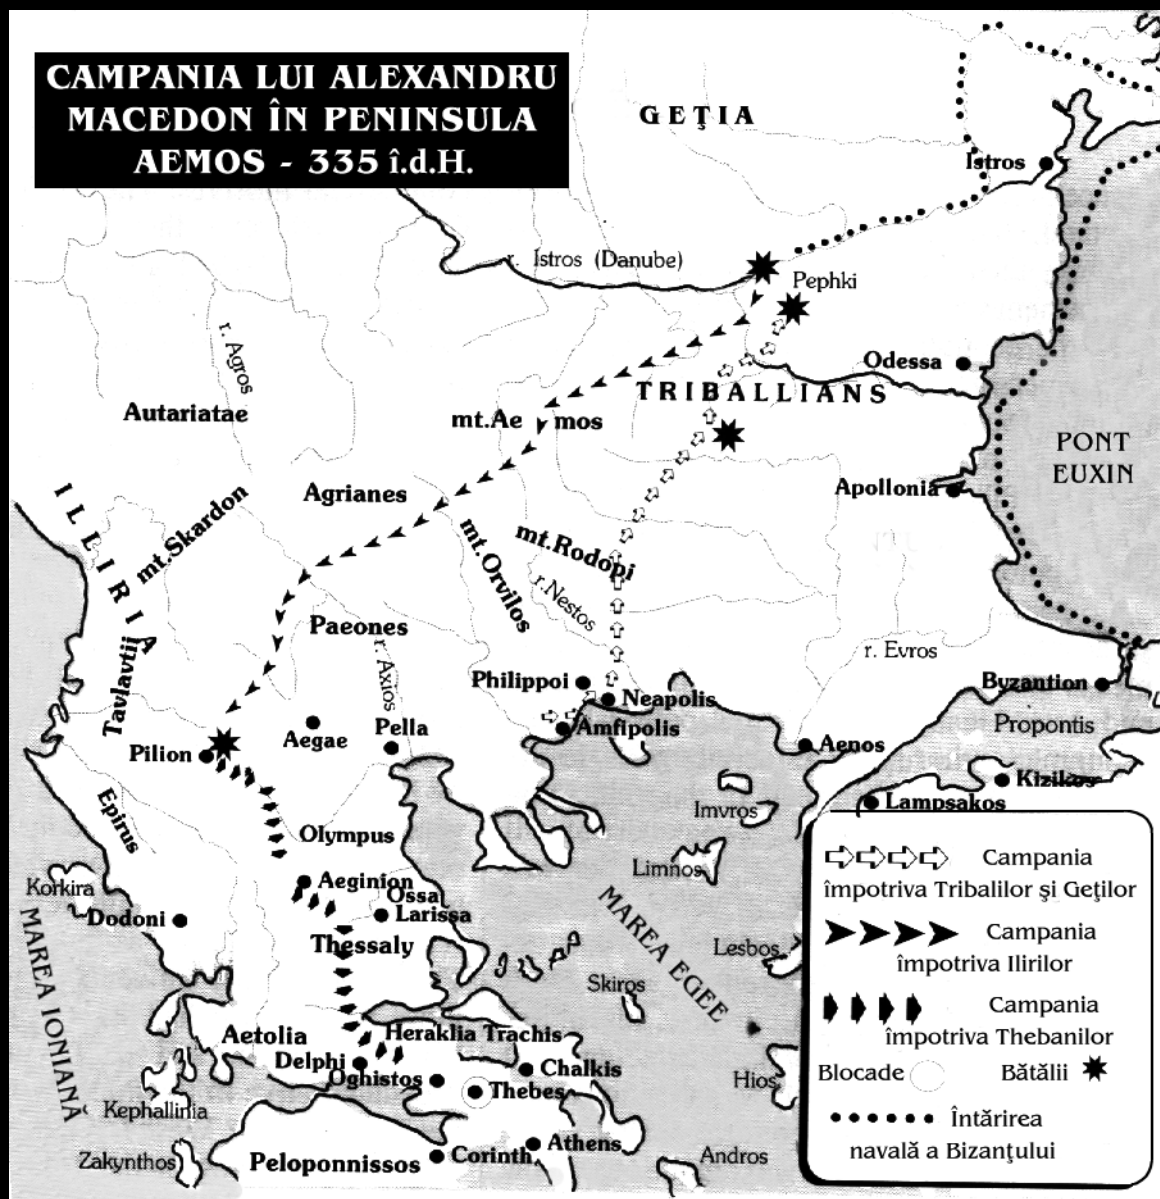 CAMPANIA LUI ALEXANDRU
MACEDON ÎN PENINSULA
AEMOS - 335 î.d.H.
GEŢIA
Istros
r. Istros (Danube)
Pephki
Odessa
r. Agros
TRIBALLIANS
Autariatae
mt.Aemos
PONT
EUXIN
Agrianes
Apollonia
ILLIRIA
mt.Skardon
mt.Orvilos
mt.Rodopi
r.Nestos
Paeones
Tavlavtij
r. Axios
r. Evros
Philippoi
Neapolis
Byzantion
Amfipolis
Propontis
Aegae
Pella
Aenos
Pilion
Kizikos
Lampsakos
Imvros
Epirus
Olympus
Limnos
Korkira
Aeginion
Ossa
Dodoni
Larissa
MAREA EGEE
Thessaly
Lesbos
MAREA IONIANĂ
Skiros
Aetolia
Heraklia Trachis
Delphi
Oghistos
Chalkis
Thebes
Hios
Kephallinia
Athens
Zakynthos
Peloponnissos
Corinth
Andros
Campania
împotriva Tribalilor şi Geţilor
Campania
împotriva Ilirilor
Campania
împotriva Thebanilor
Blocade
Bătălii
Întărirea
navală a Bizanţului